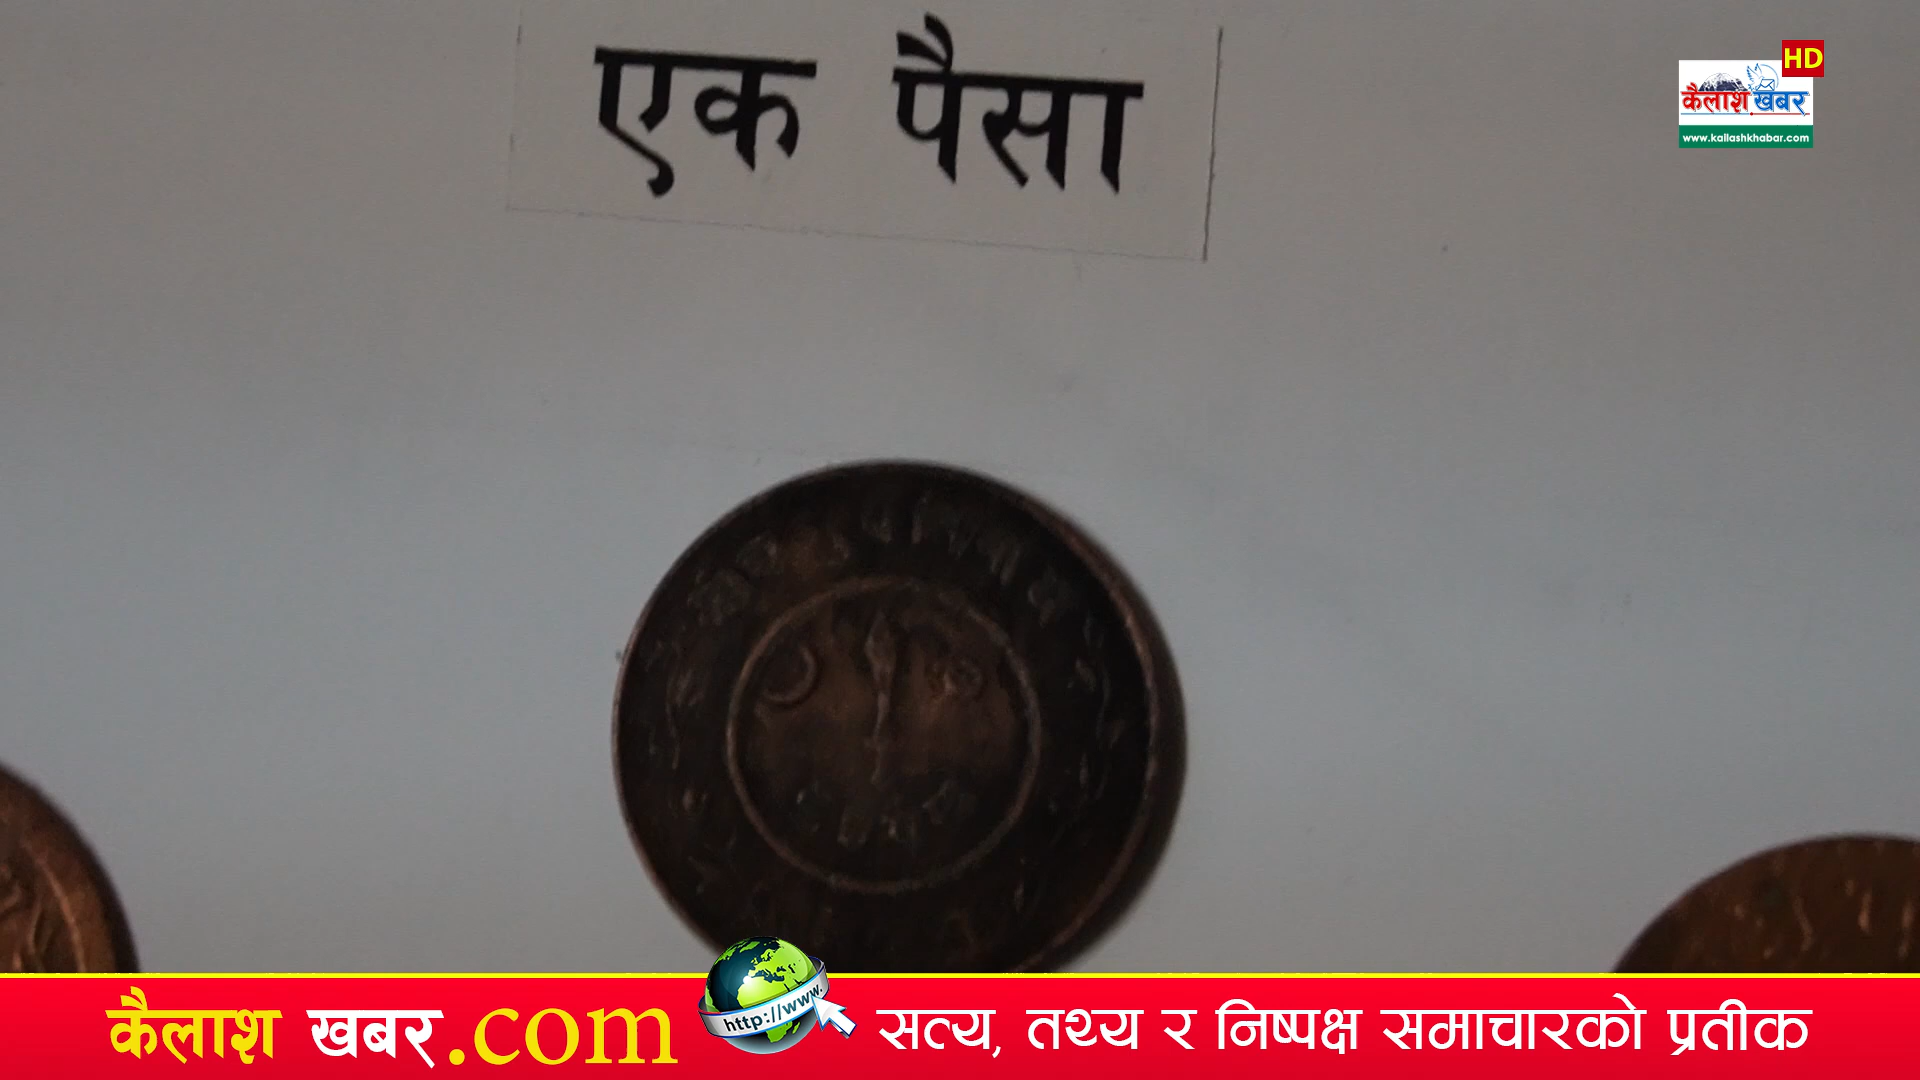 एक पैसा
HD
कैलाश खबर
www.kailashkhabar.com
कैलाश खबर.com
http://www.
सत्य, तथ्य र निष्पक्ष समाचारको प्रतीक